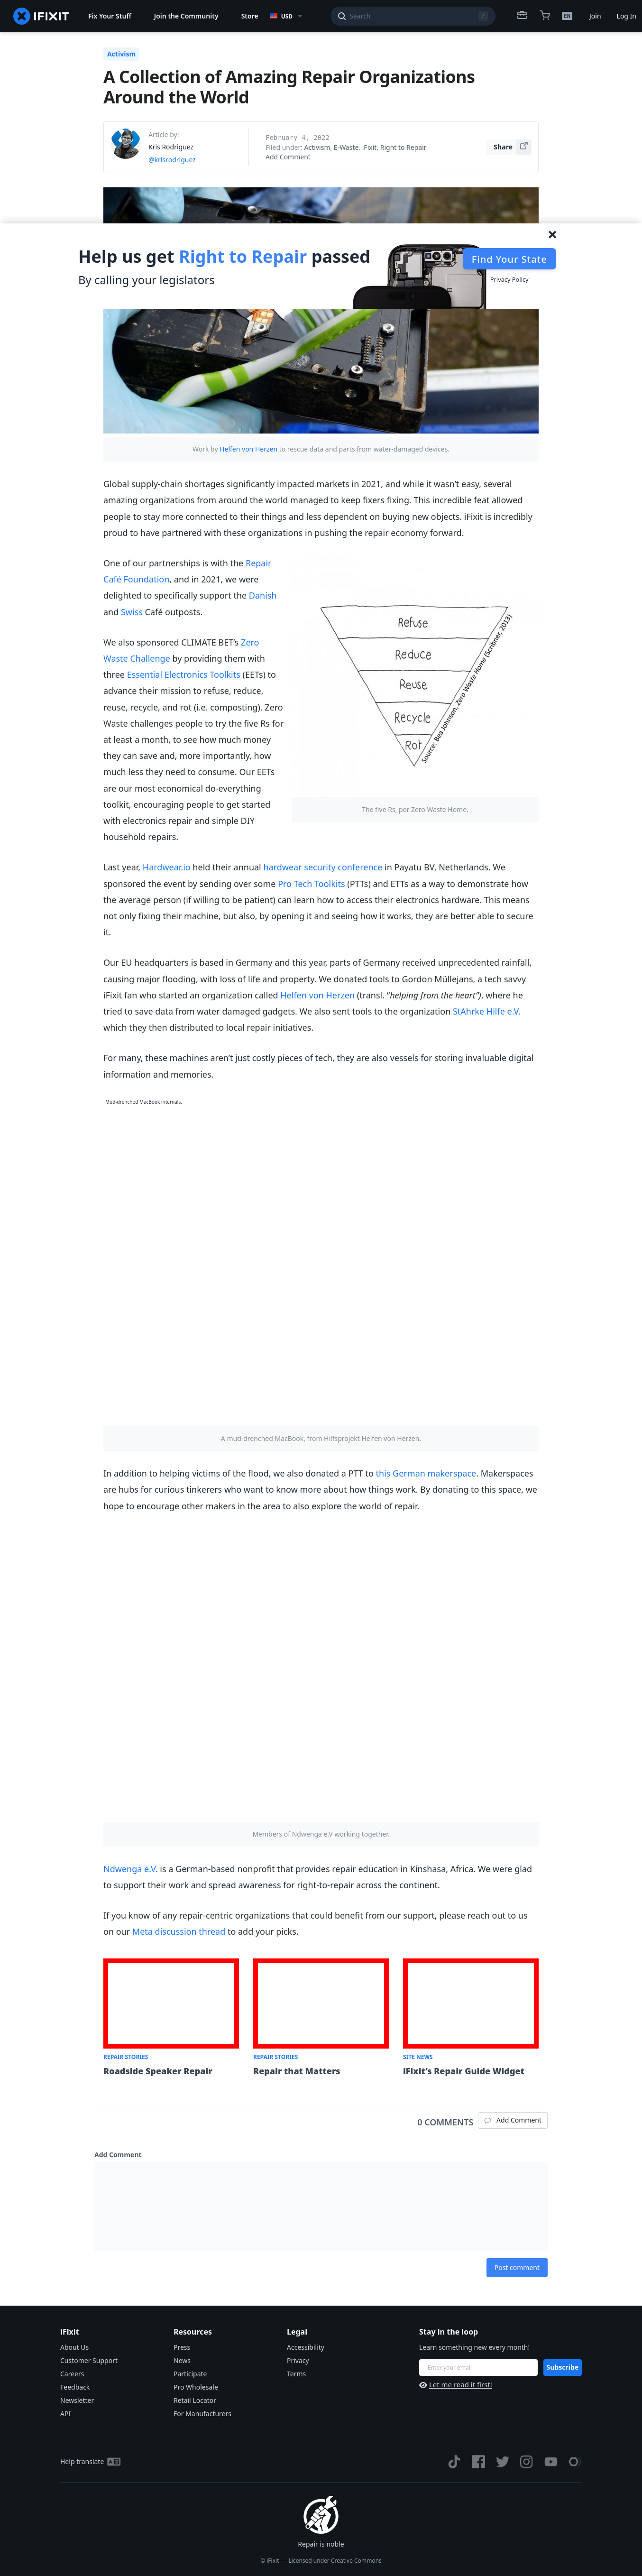 IFIXIT
Fix Your Stuff
Join the Community
Store
USD
Search
/
EN
Join
Log In
Activism
A Collection of Amazing Repair Organizations
Around the World
Article by:
Kris Rodriguez
@krisrodriguez
February 4, 2022
Filed under: Activism, E-Waste, iFixit, Right to Repair
Add Comment
Share
Help us get Right to Repair passed
By calling your legislators
Find Your State
Privacy Policy
Work by Helfen von Herzen to rescue data and parts from water-damaged devices.
Global supply-chain shortages significantly impacted markets in 2021, and while it wasn’t easy, several
amazing organizations from around the world managed to keep fixers fixing. This incredible feat allowed
people to stay more connected to their things and less dependent on buying new objects. iFixit is incredibly
proud to have partnered with these organizations in pushing the repair economy forward.
One of our partnerships is with the Repair
Café Foundation, and in 2021, we were
delighted to specifically support the Danish
and Swiss Café outposts.
We also sponsored CLIMATE BET’s Zero
Waste Challenge by providing them with
three Essential Electronics Toolkits (EETs) to
advance their mission to refuse, reduce,
reuse, recycle, and rot (i.e. composting). Zero
Waste challenges people to try the five Rs for
at least a month, to see how much money
they can save and, more importantly, how
much less they need to consume. Our EETs
are our most economical do-everything
toolkit, encouraging people to get started
with electronics repair and simple DIY
household repairs.
Refuse
Reduce
Reuse
Recycle
Rot
Source: Bea Johnson, Zero Waste Home (Scribner, 2013)
The five Rs, per Zero Waste Home.
Last year, Hardwear.io held their annual hardwear security conference in Payatu BV, Netherlands. We
sponsored the event by sending over some Pro Tech Toolkits (PTTs) and ETTs as a way to demonstrate how
the average person (if willing to be patient) can learn how to access their electronics hardware. This means
not only fixing their machine, but also, by opening it and seeing how it works, they are better able to secure
it.
Our EU headquarters is based in Germany and this year, parts of Germany received unprecedented rainfall,
causing major flooding, with loss of life and property. We donated tools to Gordon Müllejans, a tech savvy
iFixit fan who started an organization called Helfen von Herzen (transl. “helping from the heart”), where he
tried to save data from water damaged gadgets. We also sent tools to the organization StAhrke Hilfe e.V.
which they then distributed to local repair initiatives.
For many, these machines aren’t just costly pieces of tech, they are also vessels for storing invaluable digital
information and memories.
Mud-drenched MacBook internals.
A mud-drenched MacBook, from Hilfsprojekt Helfen von Herzen.
In addition to helping victims of the flood, we also donated a PTT to this German makerspace. Makerspaces
are hubs for curious tinkerers who want to know more about how things work. By donating to this space, we
hope to encourage other makers in the area to also explore the world of repair.
Members of Ndwenga e.V working together.
Ndwenga e.V. is a German-based nonprofit that provides repair education in Kinshasa, Africa. We were glad
to support their work and spread awareness for right-to-repair across the continent.
If you know of any repair-centric organizations that could benefit from our support, please reach out to us
on our Meta discussion thread to add your picks.
REPAIR STORIES
Roadside Speaker Repair
REPAIR STORIES
Repair that Matters
SITE NEWS
iFixit’s Repair Guide Widget
0 COMMENTS
Add Comment
Add Comment
Post comment
iFixit
About Us
Customer Support
Careers
Feedback
Newsletter
API
Resources
Press
News
Participate
Pro Wholesale
Retail Locator
For Manufacturers
Legal
Accessibility
Privacy
Terms
Stay in the loop
Learn something new every month!
Enter your email
Subscribe
Let me read it first!
Help translate
Repair is noble
© iFixit — Licensed under Creative Commons